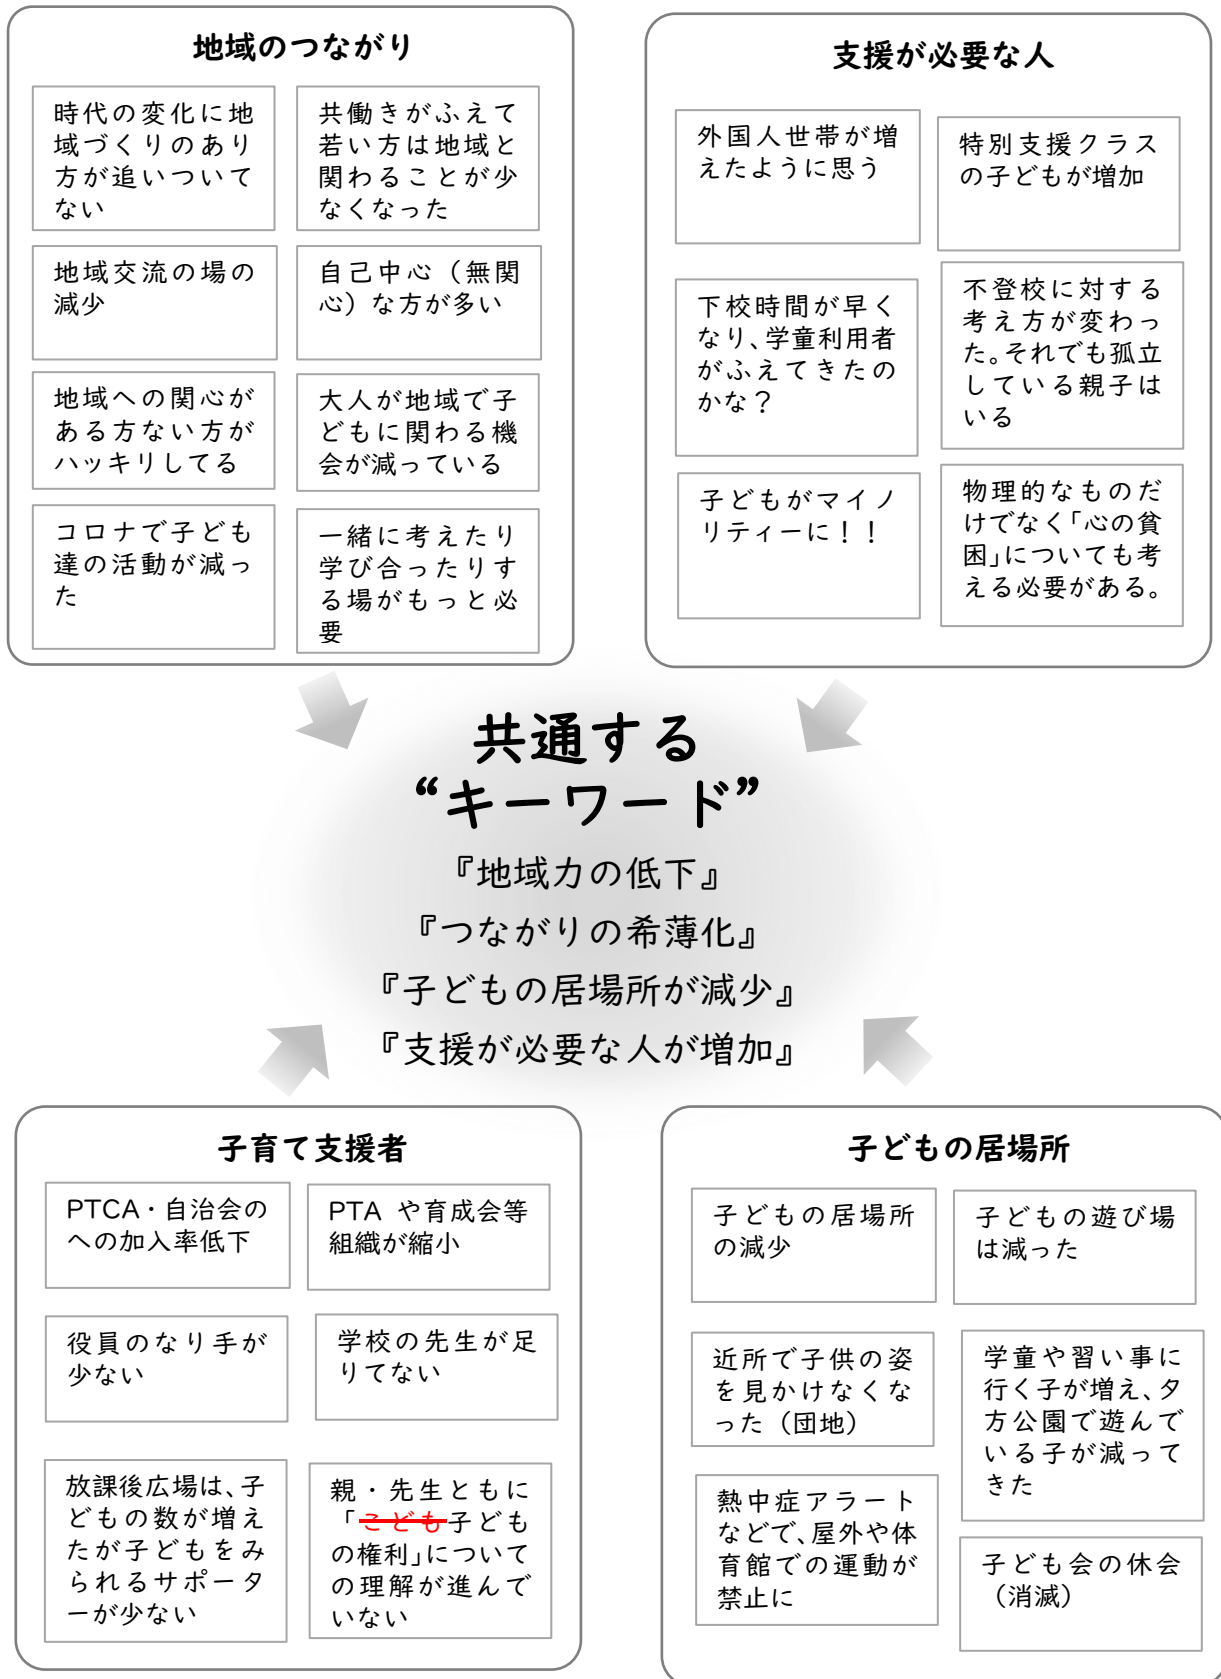 地域のつながり
時代の変化に地
域づくりのあり
方が追いついて
ない
共働きがふえて
若い方は地域と
関わることが少
なくなった
地域交流の場の
減少
自己中心（無関
心）な方が多い
地域への関心が
ある方ない方が
ハッキリしてる
大人が地域で子
どもに関わる機
会が減っている
コロナで子ども
達の活動が減っ
た
一緒に考えたり
学び合ったりす
る場がもっと必
要
支援が必要な人
外国人世帯が増
えたように思う
特別支援クラス
の子どもが増加
下校時間が早く
なり、学童利用者
がふえてきたの
かな？
不登校に対する
考え方が変わっ
た。それでも孤立
している親子は
いる
子どもがマイノ
リティーに！！
物理的なものだ
けでなく「心の貧
困」についても考
える必要がある。
共通する
“キーワード”
『地域力の低下』
『つながりの希薄化』
『子どもの居場所が減少』
『支援が必要な人が増加』
子育て支援者
PTCA・自治会の
への加入率低下
PTA や育成会等
組織が縮小
役員のなり手が
少ない
学校の先生が足
りてない
放課後広場は、子
どもの数が増え
たが子どもをみ
られるサポータ
ーが少ない
親・先生ともに
「こども子ども
の権利」について
の理解が進んで
いない
子どもの居場所
子どもの居場所
の減少
子どもの遊び場
は減った
近所で子供の姿
を見かけなくな
った（団地）
学童や習い事に
行く子が増え、夕
方公園で遊んで
いる子が減って
きた
熱中症アラート
などで、屋外や体
育館での運動が
禁止に
子ども会の休会
（消滅）